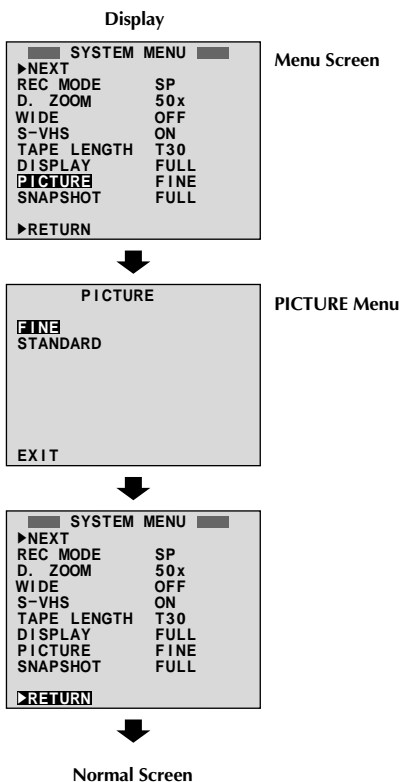 Display
SYSTEM MENU
Menu Screen
▶NEXT
REC MODE SP
D. ZOOM 50x
WIDE OFF
S-VHS ON
TAPE LENGTH T30
DISPLAY FULL
PICTURE FINE
SNAPSHOT FULL
▶RETURN
PICTURE
PICTURE Menu
FINE
STANDARD
EXIT
SYSTEM MENU
▶NEXT
REC MODE SP
D. ZOOM 50x
WIDE OFF
S-VHS ON
TAPE LENGTH T30
DISPLAY FULL
PICTURE FINE
SNAPSHOT FULL
▶RETURN
Normal Screen